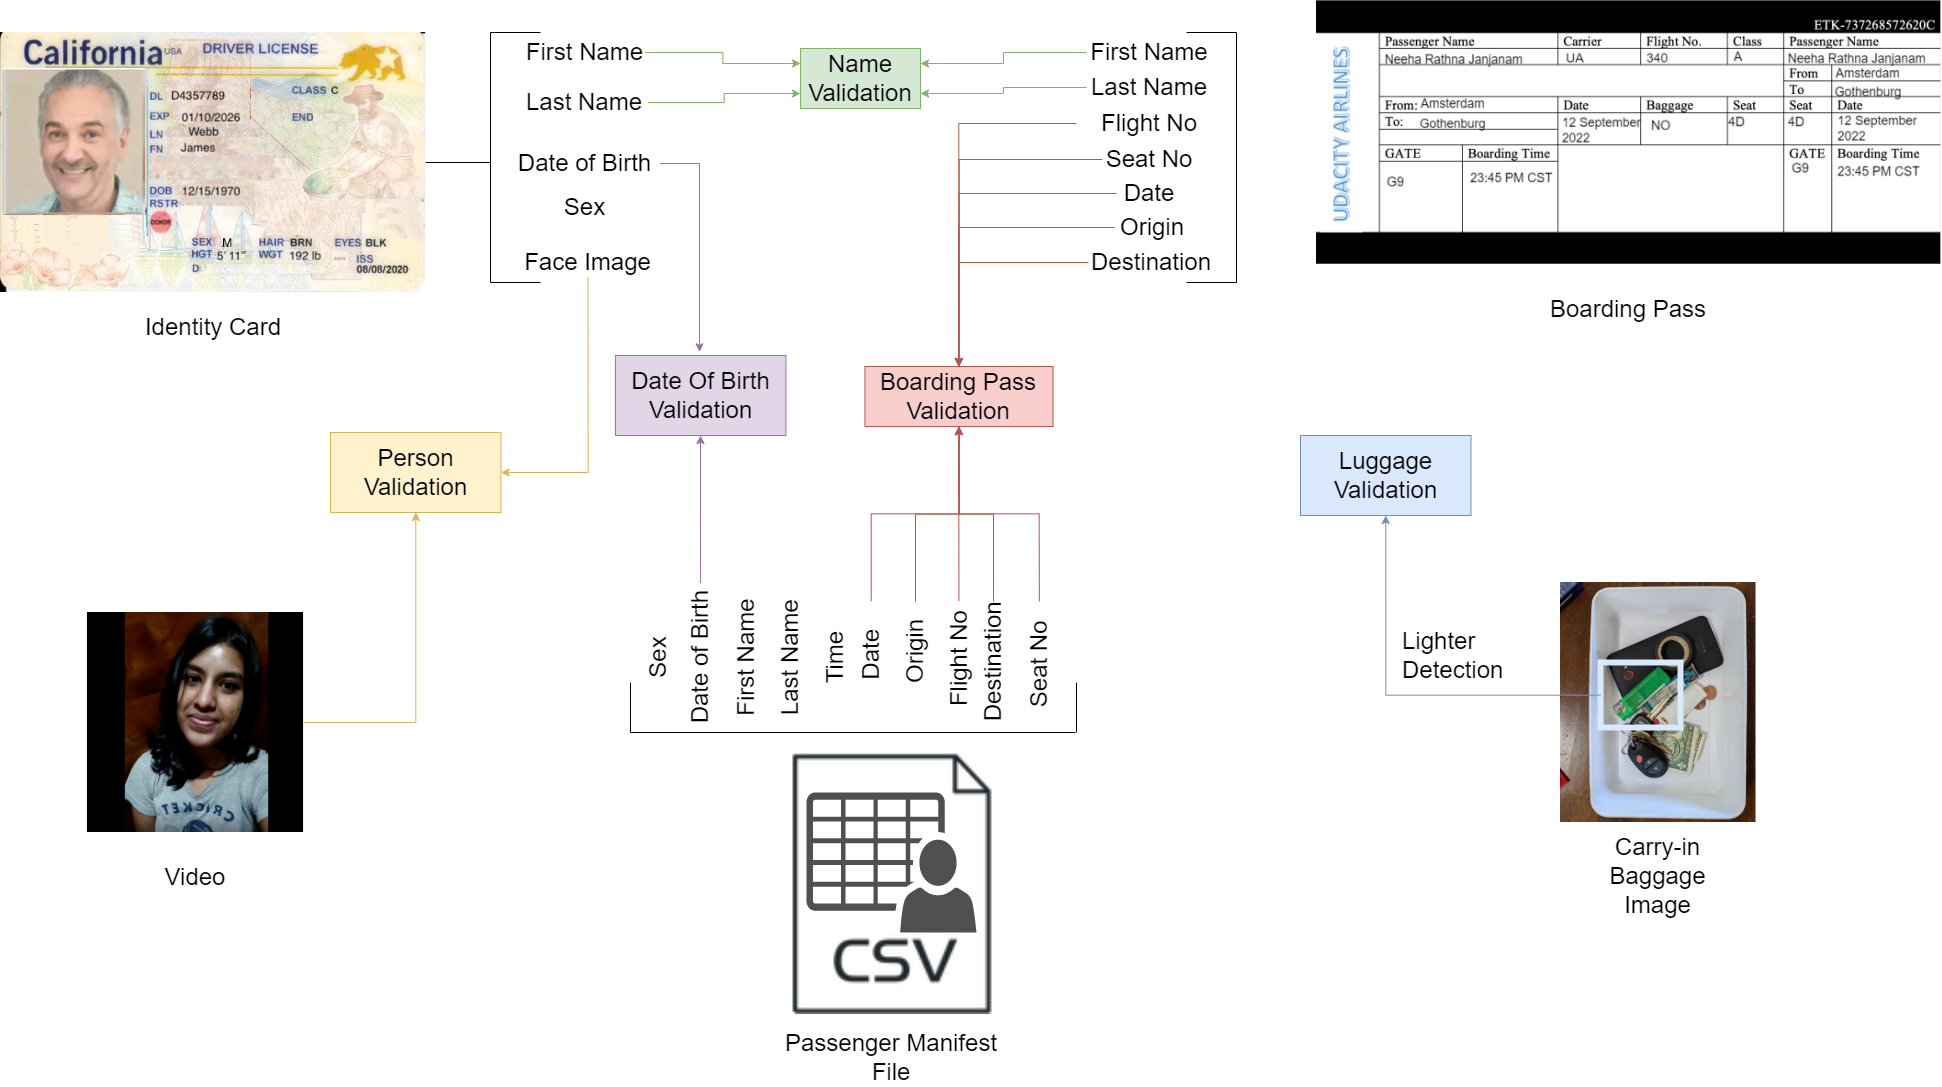 California USA DRIVER LICENSE
DL D4357789
CLASS C
EXP 01/10/2026
END
LN Webb
FN James
DOB 12/15/1970
RSTR
DONOR
SEX M HAIR BRN EYES BLK
HGT 5' 11" WGT 192 lb ISS
D 08/08/2020
Identity Card
First Name
Last Name
Date of Birth
Sex
Face Image
Name
Validation
First Name
Last Name
Flight No
Seat No
Date
Origin
Destination
ETK-737268572620C
UDACITY AIRLINES
Passenger Name Carrier Flight No. Class Passenger Name
Neeha Rathna Janjanam UA 340 A Neeha Rathna Janjanam
From Amsterdam
To Gothenburg
From: Amsterdam Date Baggage Seat Seat Date
To: Gothenburg 12 September NO 4D 4D 12 September
2022 2022
GATE Boarding Time GATE Boarding Time
G9 23:45 PM CST G9 23:45 PM CST
Boarding Pass
Date Of Birth
Validation
Boarding Pass
Validation
Person
Validation
Luggage
Validation
Lighter
Detection
CRICKET
Video
Sex
Date of Birth
First Name
Last Name
Time
Date
Origin
Flight No
Destination
Seat No
CSV
Passenger Manifest
File
Carry-in
Baggage
Image